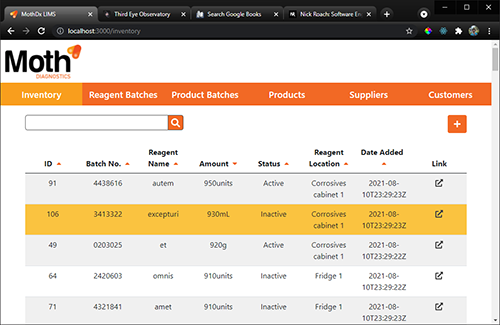 MothDx LIMS
Third Eye Observatory
Search Google Books
Nick Roach: Software En
localhost:3000/inventory
Moth
DIAGNOSTICS
Inventory Reagent Batches Product Batches Products Suppliers Customers
ID Batch No. Reagent Name Amount Status Reagent Location Date Added Link
91 4438616 autem 950units Active Corrosives cabinet 1 2021-08-10T23:29:23Z
106 3413322 excepturi 930mL Inactive Corrosives cabinet 1 2021-08-10T23:29:23Z
49 0203025 et 920g Active Corrosives cabinet 1 2021-08-10T23:29:22Z
64 2420603 omnis 910units Inactive Fridge 1 2021-08-10T23:29:22Z
71 4321841 amet 910units Inactive Fridge 1 2021-08-10T23:29:23Z